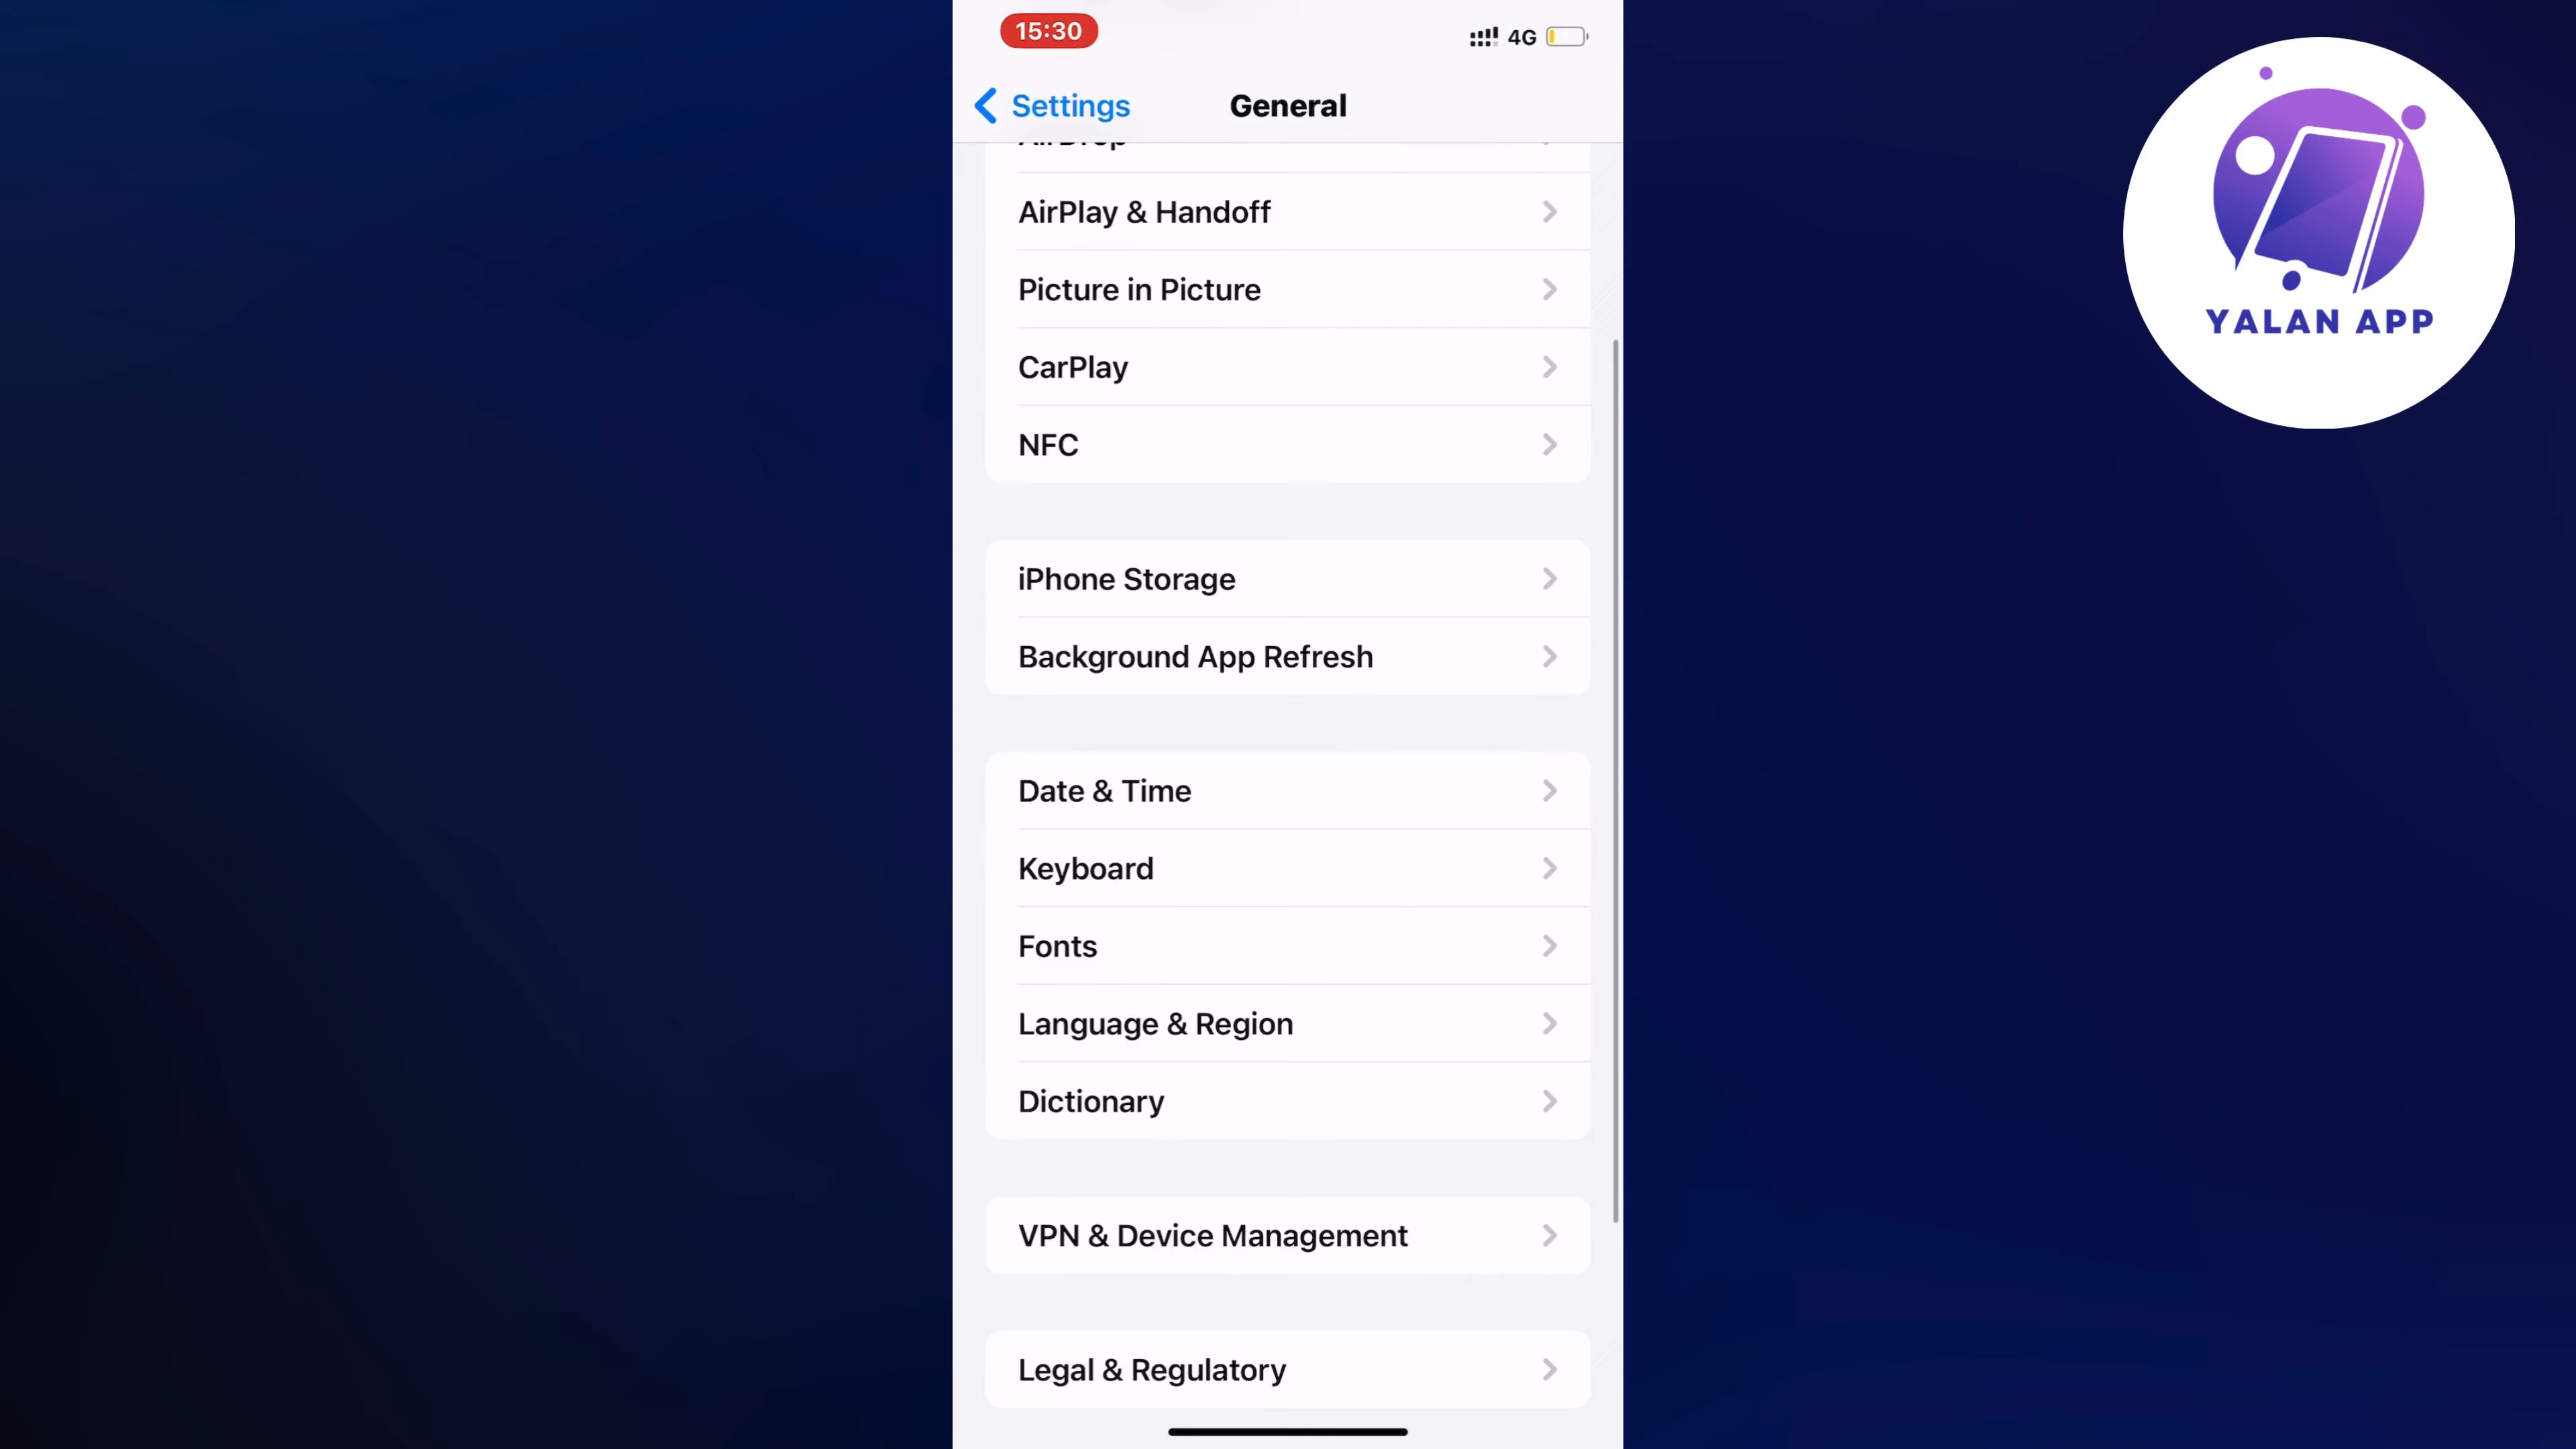 15:30
4G
Settings
General
AirDrop
AirPlay & Handoff
Picture in Picture
CarPlay
NFC
iPhone Storage
Background App Refresh
Date & Time
Keyboard
Fonts
Language & Region
Dictionary
VPN & Device Management
Legal & Regulatory
YALAN APP